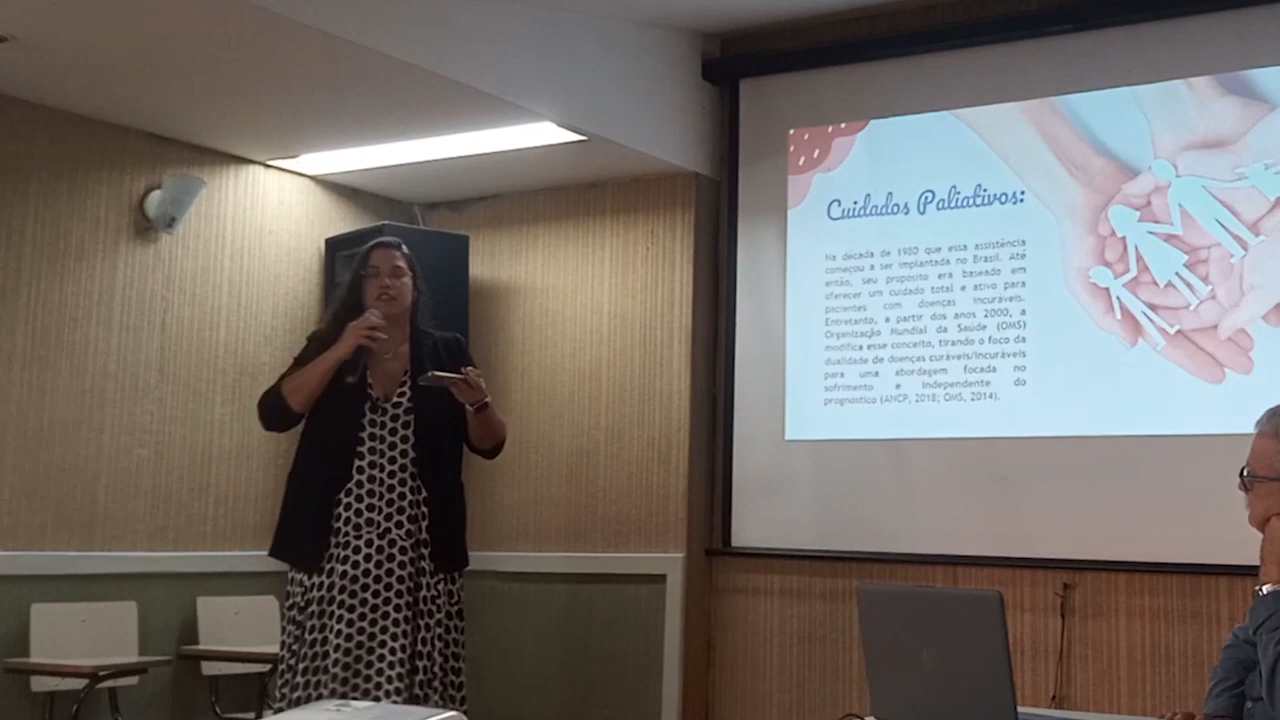 Cuidados Paliativos:
Na década de 1980 que essa assistência
começou a ser implantada no Brasil. Até
então, seu proposito era baseado em
oferecer um cuidado total e ativo para
pacientes com doenças incuráveis.
Entretanto, a partir dos anos 2000, a
Organização Mundial da Saúde (OMS)
modifica esse conceito, tirando o foco da
dualidade de doenças curáveis/incuráveis
para uma abordagem focada no
sofrimento e independente do
prognóstico (ANCP, 2018; OMS, 2014).